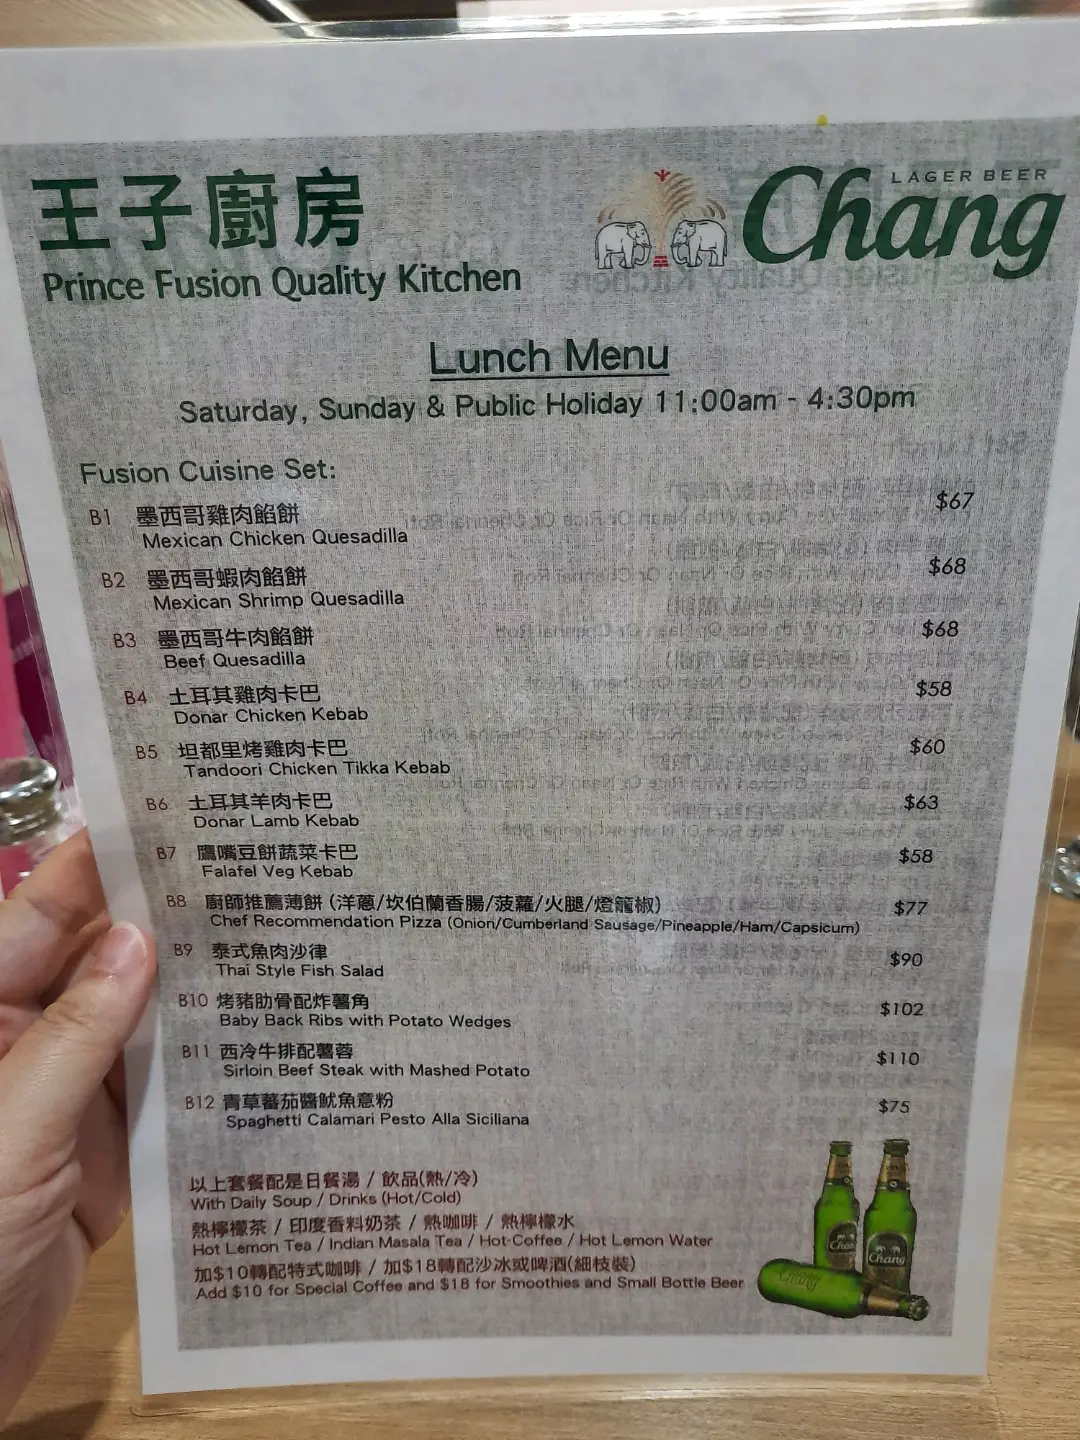 王子廚房
Prince Fusion Quality Kitchen
LAGER BEER
Chang
Lunch Menu
Saturday, Sunday & Public Holiday 11:00am - 4:30pm
Fusion Cuisine Set:
B1 墨西哥雞肉餡餅 $67
Mexican Chicken Quesadilla
B2 墨西哥蝦肉餡餅 $68
Mexican Shrimp Quesadilla
B3 墨西哥牛肉餡餅 $68
Beef Quesadilla
B4 土耳其雞肉卡巴 $58
Donar Chicken Kebab
B5 坦都里烤雞肉卡巴 $60
Tandoori Chicken Tikka Kebab
B6 土耳其羊肉卡巴 $63
Donar Lamb Kebab
B7 鷹嘴豆餅蔬菜卡巴 $58
Falafel Veg Kebab
B8 廚師推薦薄餅 (洋蔥/坎伯蘭香腸/菠蘿/火腿/燈籠椒) $77
Chef Recommendation Pizza (Onion/Cumberland Sausage/Pineapple/Ham/Capsicum)
B9 泰式魚肉沙律 $90
Thai Style Fish Salad
B10 烤豬肋骨配炸薯角 $102
Baby Back Ribs with Potato Wedges
B11 西冷牛排配薯蓉 $110
Sirloin Beef Steak with Mashed Potato
B12 青草蕃茄醬魷魚意粉 $75
Spaghetti Calamari Pesto Alla Siciliana
以上套餐配是日餐湯 / 飲品(熱/冷)
With Daily Soup / Drinks (Hot/Cold)
熱檸檬茶 / 印度香料奶茶 / 熱咖啡 / 熱檸檬水
Hot Lemon Tea / Indian Masala Tea / Hot Coffee / Hot Lemon Water
加$10轉配特式咖啡 / 加$18轉配沙冰或啤酒(細枝裝)
Add $10 for Special Coffee and $18 for Smoothies and Small Bottle Beer
Chang
Chang
Chang